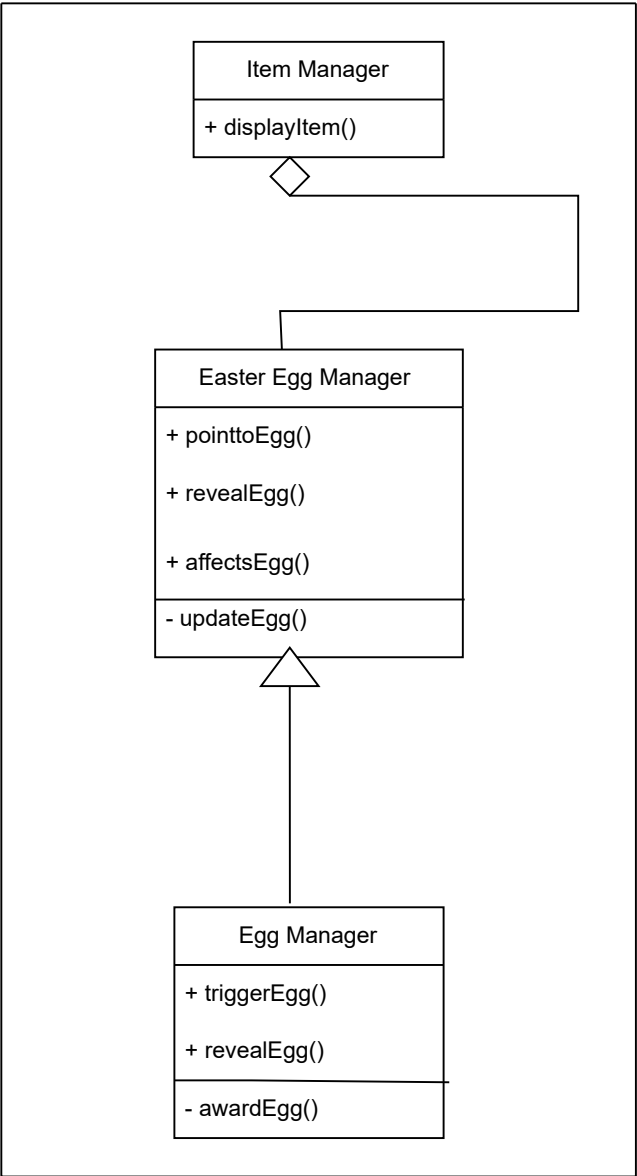 Item Manager
+ displayItem()
Easter Egg Manager
+ pointtoEgg()
+ revealEgg()
+ affectsEgg()
- updateEgg()
Egg Manager
+ triggerEgg()
+ revealEgg()
- awardEgg()